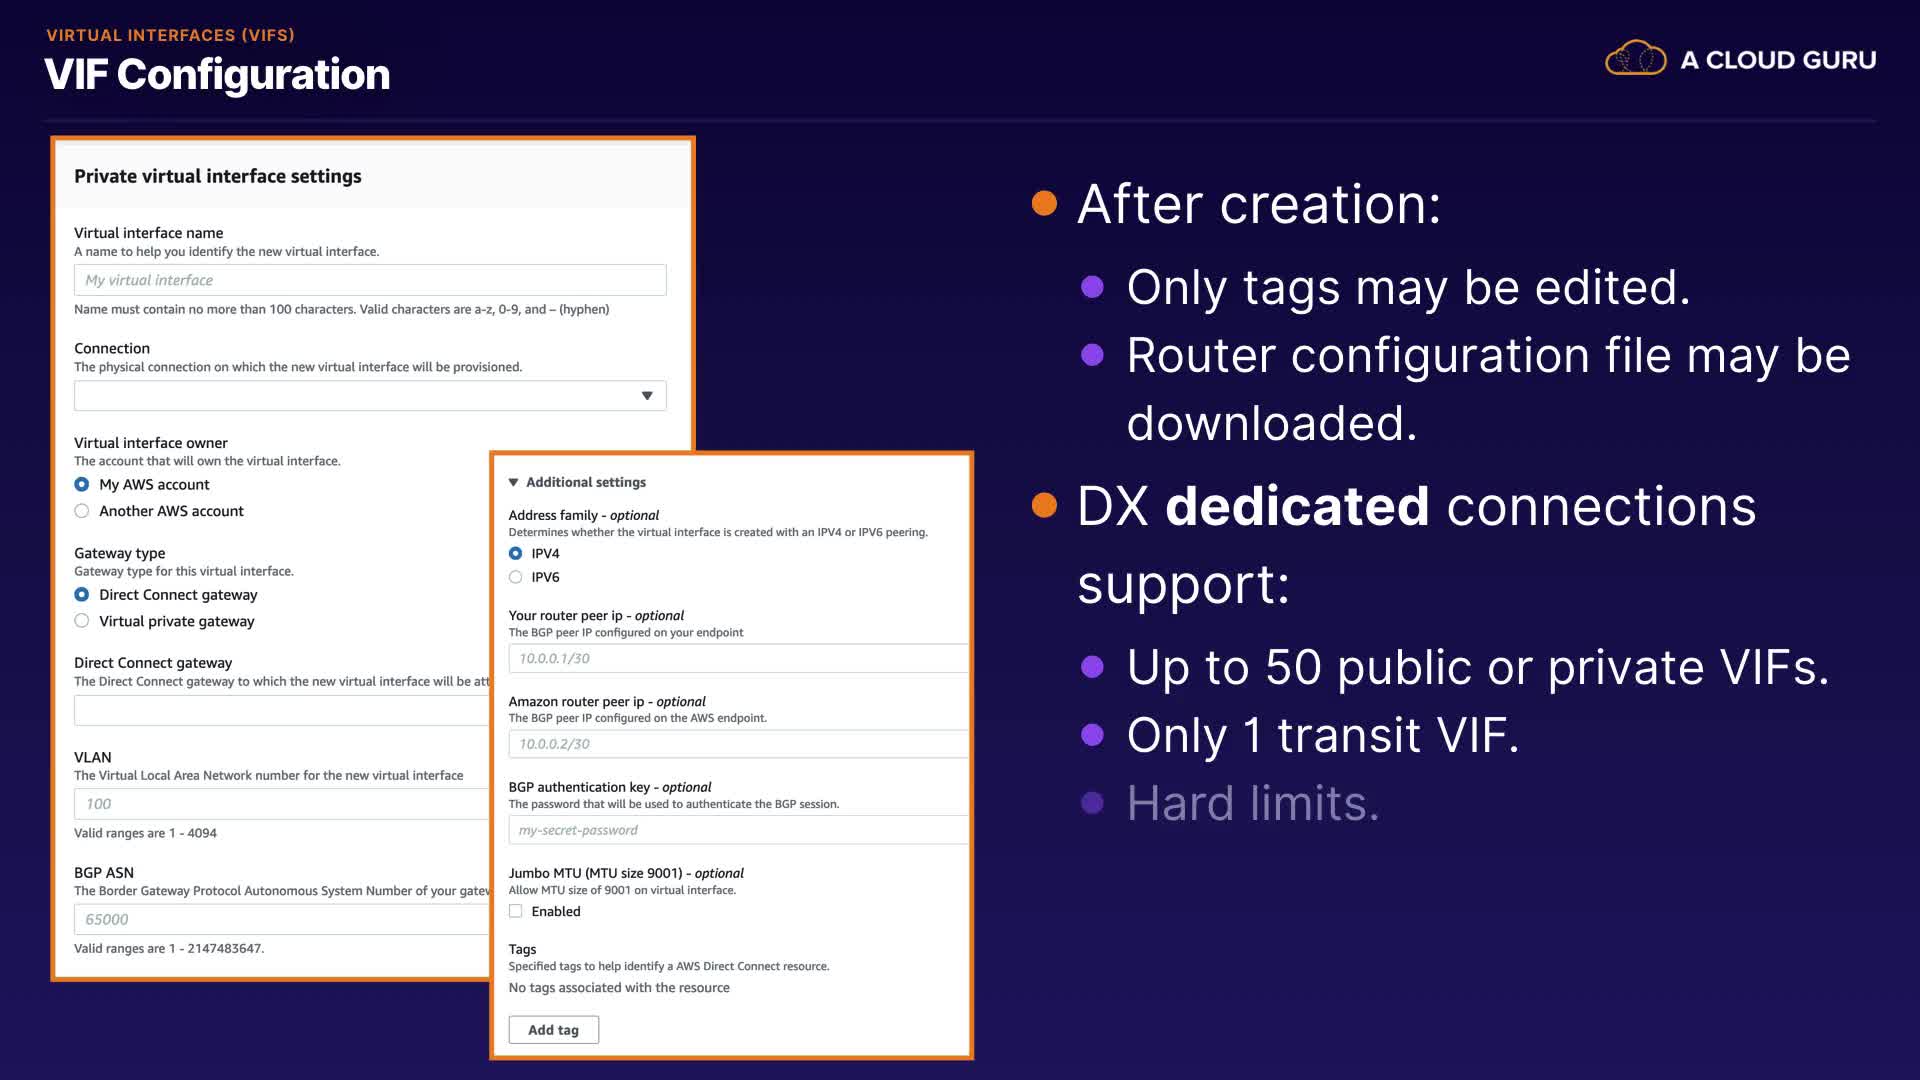 VIRTUAL INTERFACES (VIFS)
VIF Configuration
A CLOUD GURU
Private virtual interface settings
Virtual interface name
A name to help you identify the new virtual interface.
My virtual interface
Name must contain no more than 100 characters. Valid characters are a-z, 0-9, and – (hyphen)
Connection
The physical connection on which the new virtual interface will be provisioned.
Virtual interface owner
The account that will own the virtual interface.
My AWS account
Another AWS account
Gateway type
Gateway type for this virtual interface.
Direct Connect gateway
Virtual private gateway
Direct Connect gateway
The Direct Connect gateway to which the new virtual interface will be att
VLAN
The Virtual Local Area Network number for the new virtual interface
100
Valid ranges are 1 - 4094
BGP ASN
The Border Gateway Protocol Autonomous System Number of your gatew
65000
Valid ranges are 1 - 2147483647.
Additional settings
Address family - optional
Determines whether the virtual interface is created with an IPV4 or IPV6 peering.
IPV4
IPV6
Your router peer ip - optional
The BGP peer IP configured on your endpoint
10.0.0.1/30
Amazon router peer ip - optional
The BGP peer IP configured on the AWS endpoint.
10.0.0.2/30
BGP authentication key - optional
The password that will be used to authenticate the BGP session.
my-secret-password
Jumbo MTU (MTU size 9001) - optional
Allow MTU size of 9001 on virtual interface.
Enabled
Tags
Specified tags to help identify a AWS Direct Connect resource.
No tags associated with the resource
Add tag
After creation:
Only tags may be edited.
Router configuration file may be
downloaded.
DX dedicated connections
support:
Up to 50 public or private VIFs.
Only 1 transit VIF.
Hard limits.